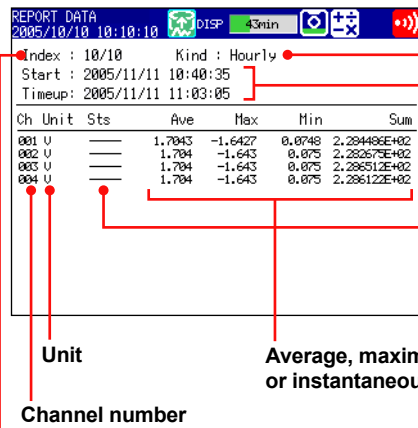 REPORT DATA
2005/10/10 10:10:10 DISP 43min
Index : 10/10 Kind : Hourly
Start : 2005/11/11 10:40:35
Timeup: 2005/11/11 11:03:05
Ch Unit Sts Ave Max Min Sum
001 V 1.7043 -1.6427 0.0748 2.284486E+02
002 V 1.704 -1.643 0.075 2.282675E+02
003 V 1.704 -1.643 0.075 2.286512E+02
004 V 1.704 -1.643 0.075 2.286122E+02
Unit
Average, maxim
or instantaneou
Channel number